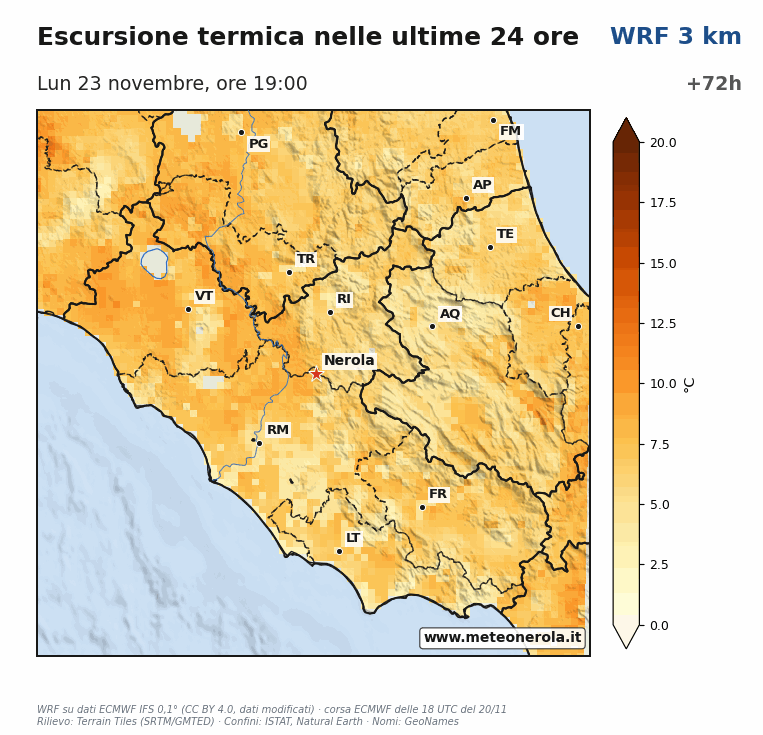 Escursione termica nelle ultime 24 ore
WRF 3 km
Lun 23 novembre, ore 19:00
+72h
FM
PG
AP
TE
TR
VT
RI
AQ
CH
Nerola
RM
FR
LT
www.meteonerola.it
20.0
17.5
15.0
12.5
10.0
7.5
5.0
2.5
0.0
°C
WRF su dati ECMWF IFS 0,1° (CC BY 4.0, dati modificati) · corsa ECMWF delle 18 UTC del 20/11
Rilievo: Terrain Tiles (SRTM/GMTED) · Confini: ISTAT, Natural Earth · Nomi: GeoNames